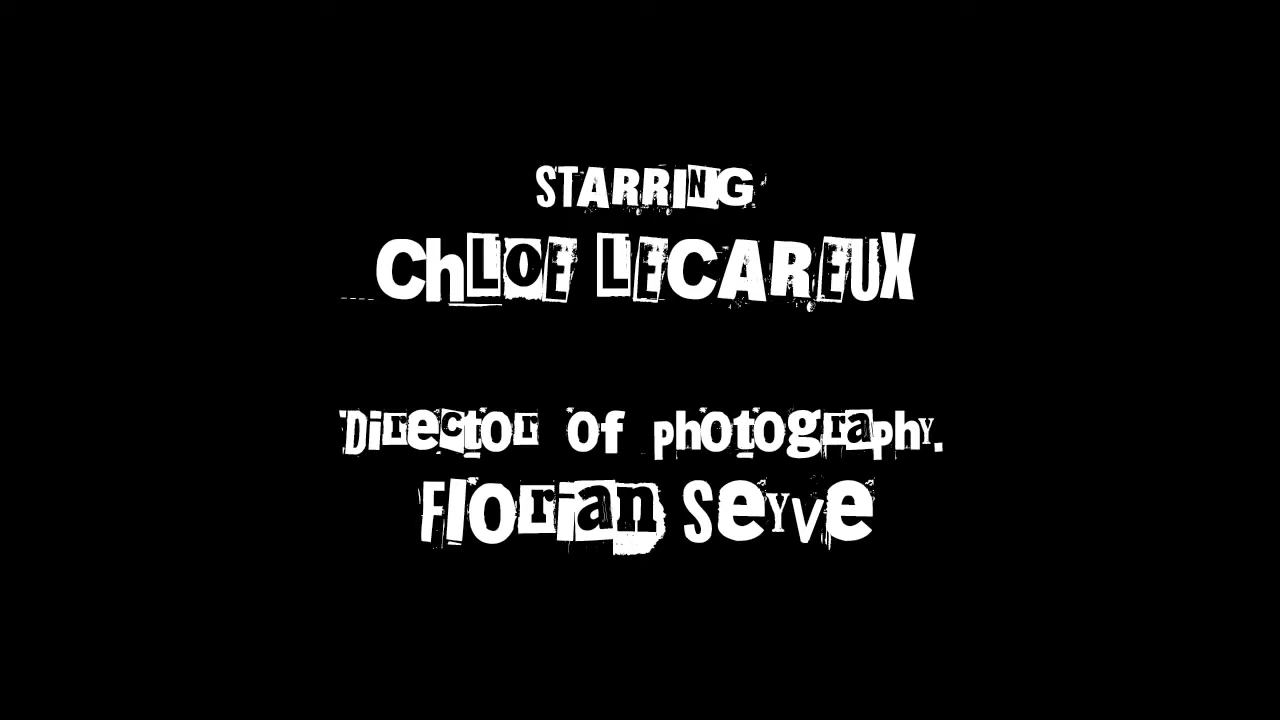 STARRING
ChLOE LECAREUX
Director of photography.
Florian Seyve